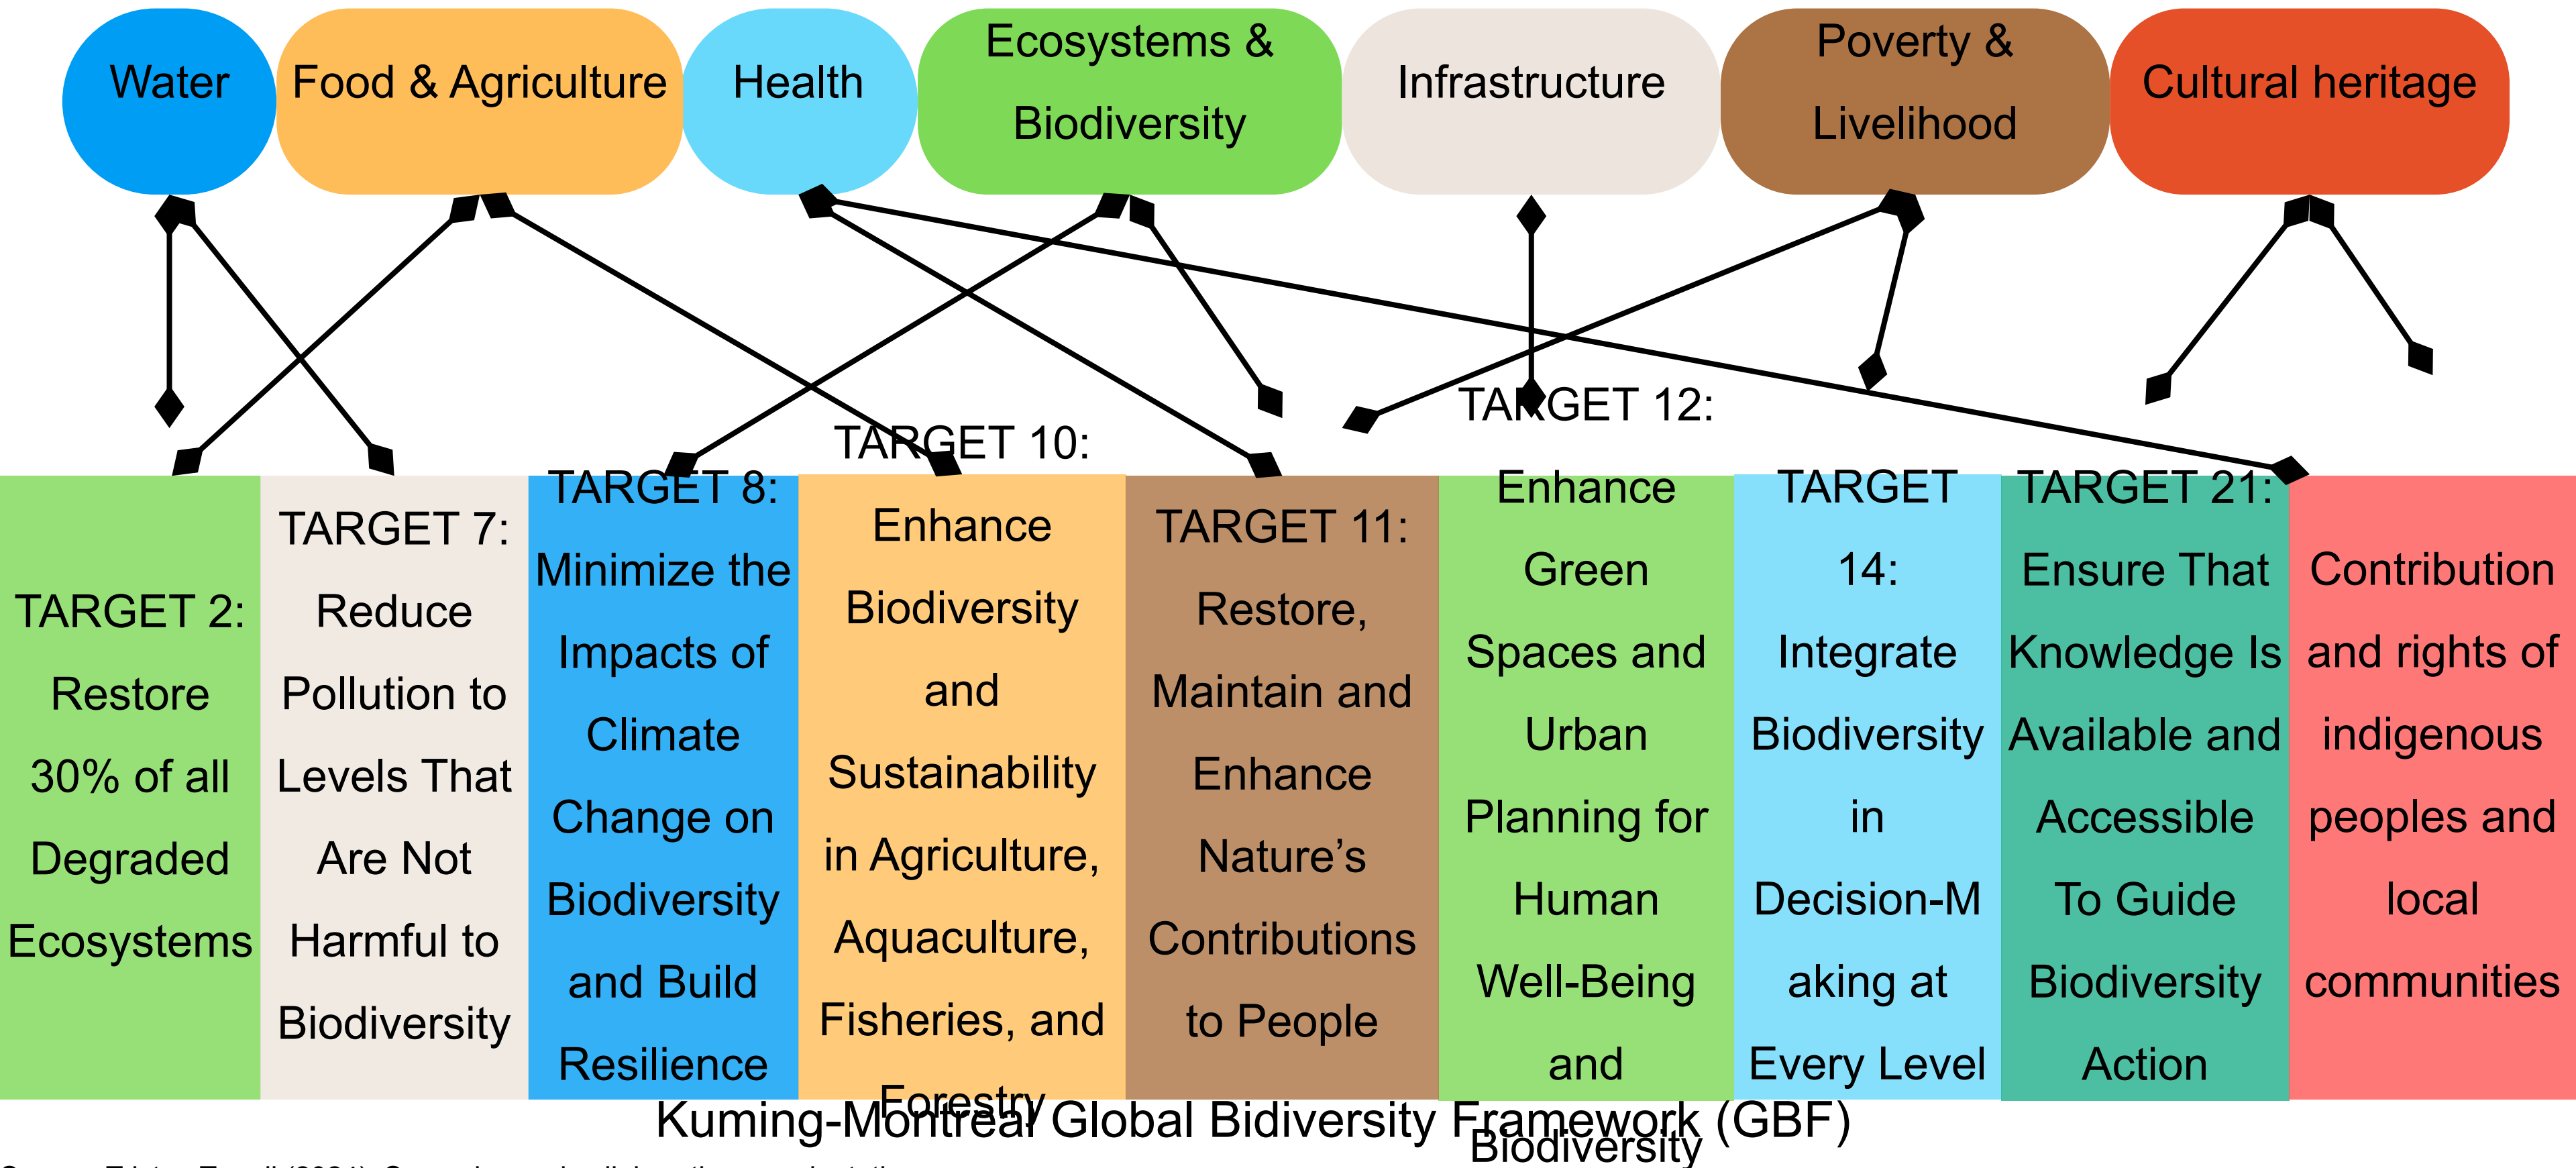 Water
Food & Agriculture
Health
Ecosystems &
Biodiversity
Infrastructure
Poverty &
Livelihood
Cultural heritage
TARGET 2:
Restore
30% of all
Degraded
Ecosystems
TARGET 7:
Reduce
Pollution to
Levels That
Are Not
Harmful to
Biodiversity
TARGET 8:
Minimize the
Impacts of
Climate
Change on
Biodiversity
and Build
Resilience
TARGET 10:
Enhance
Biodiversity
and
Sustainability
in Agriculture,
Aquaculture,
Fisheries, and
Forestry
TARGET 11:
Restore,
Maintain and
Enhance
Nature’s
Contributions
to People
TARGET 12:
Enhance
Green
Spaces and
Urban
Planning for
Human
Well-Being
and
Biodiversity
TARGET
14:
Integrate
Biodiversity
in
Decision-M
aking at
Every Level
TARGET 21:
Ensure That
Knowledge Is
Available and
Accessible
To Guide
Biodiversity
Action
Contribution
and rights of
indigenous
peoples and
local
communities
Kuming-Montreal Global Bidiversity Framework (GBF)